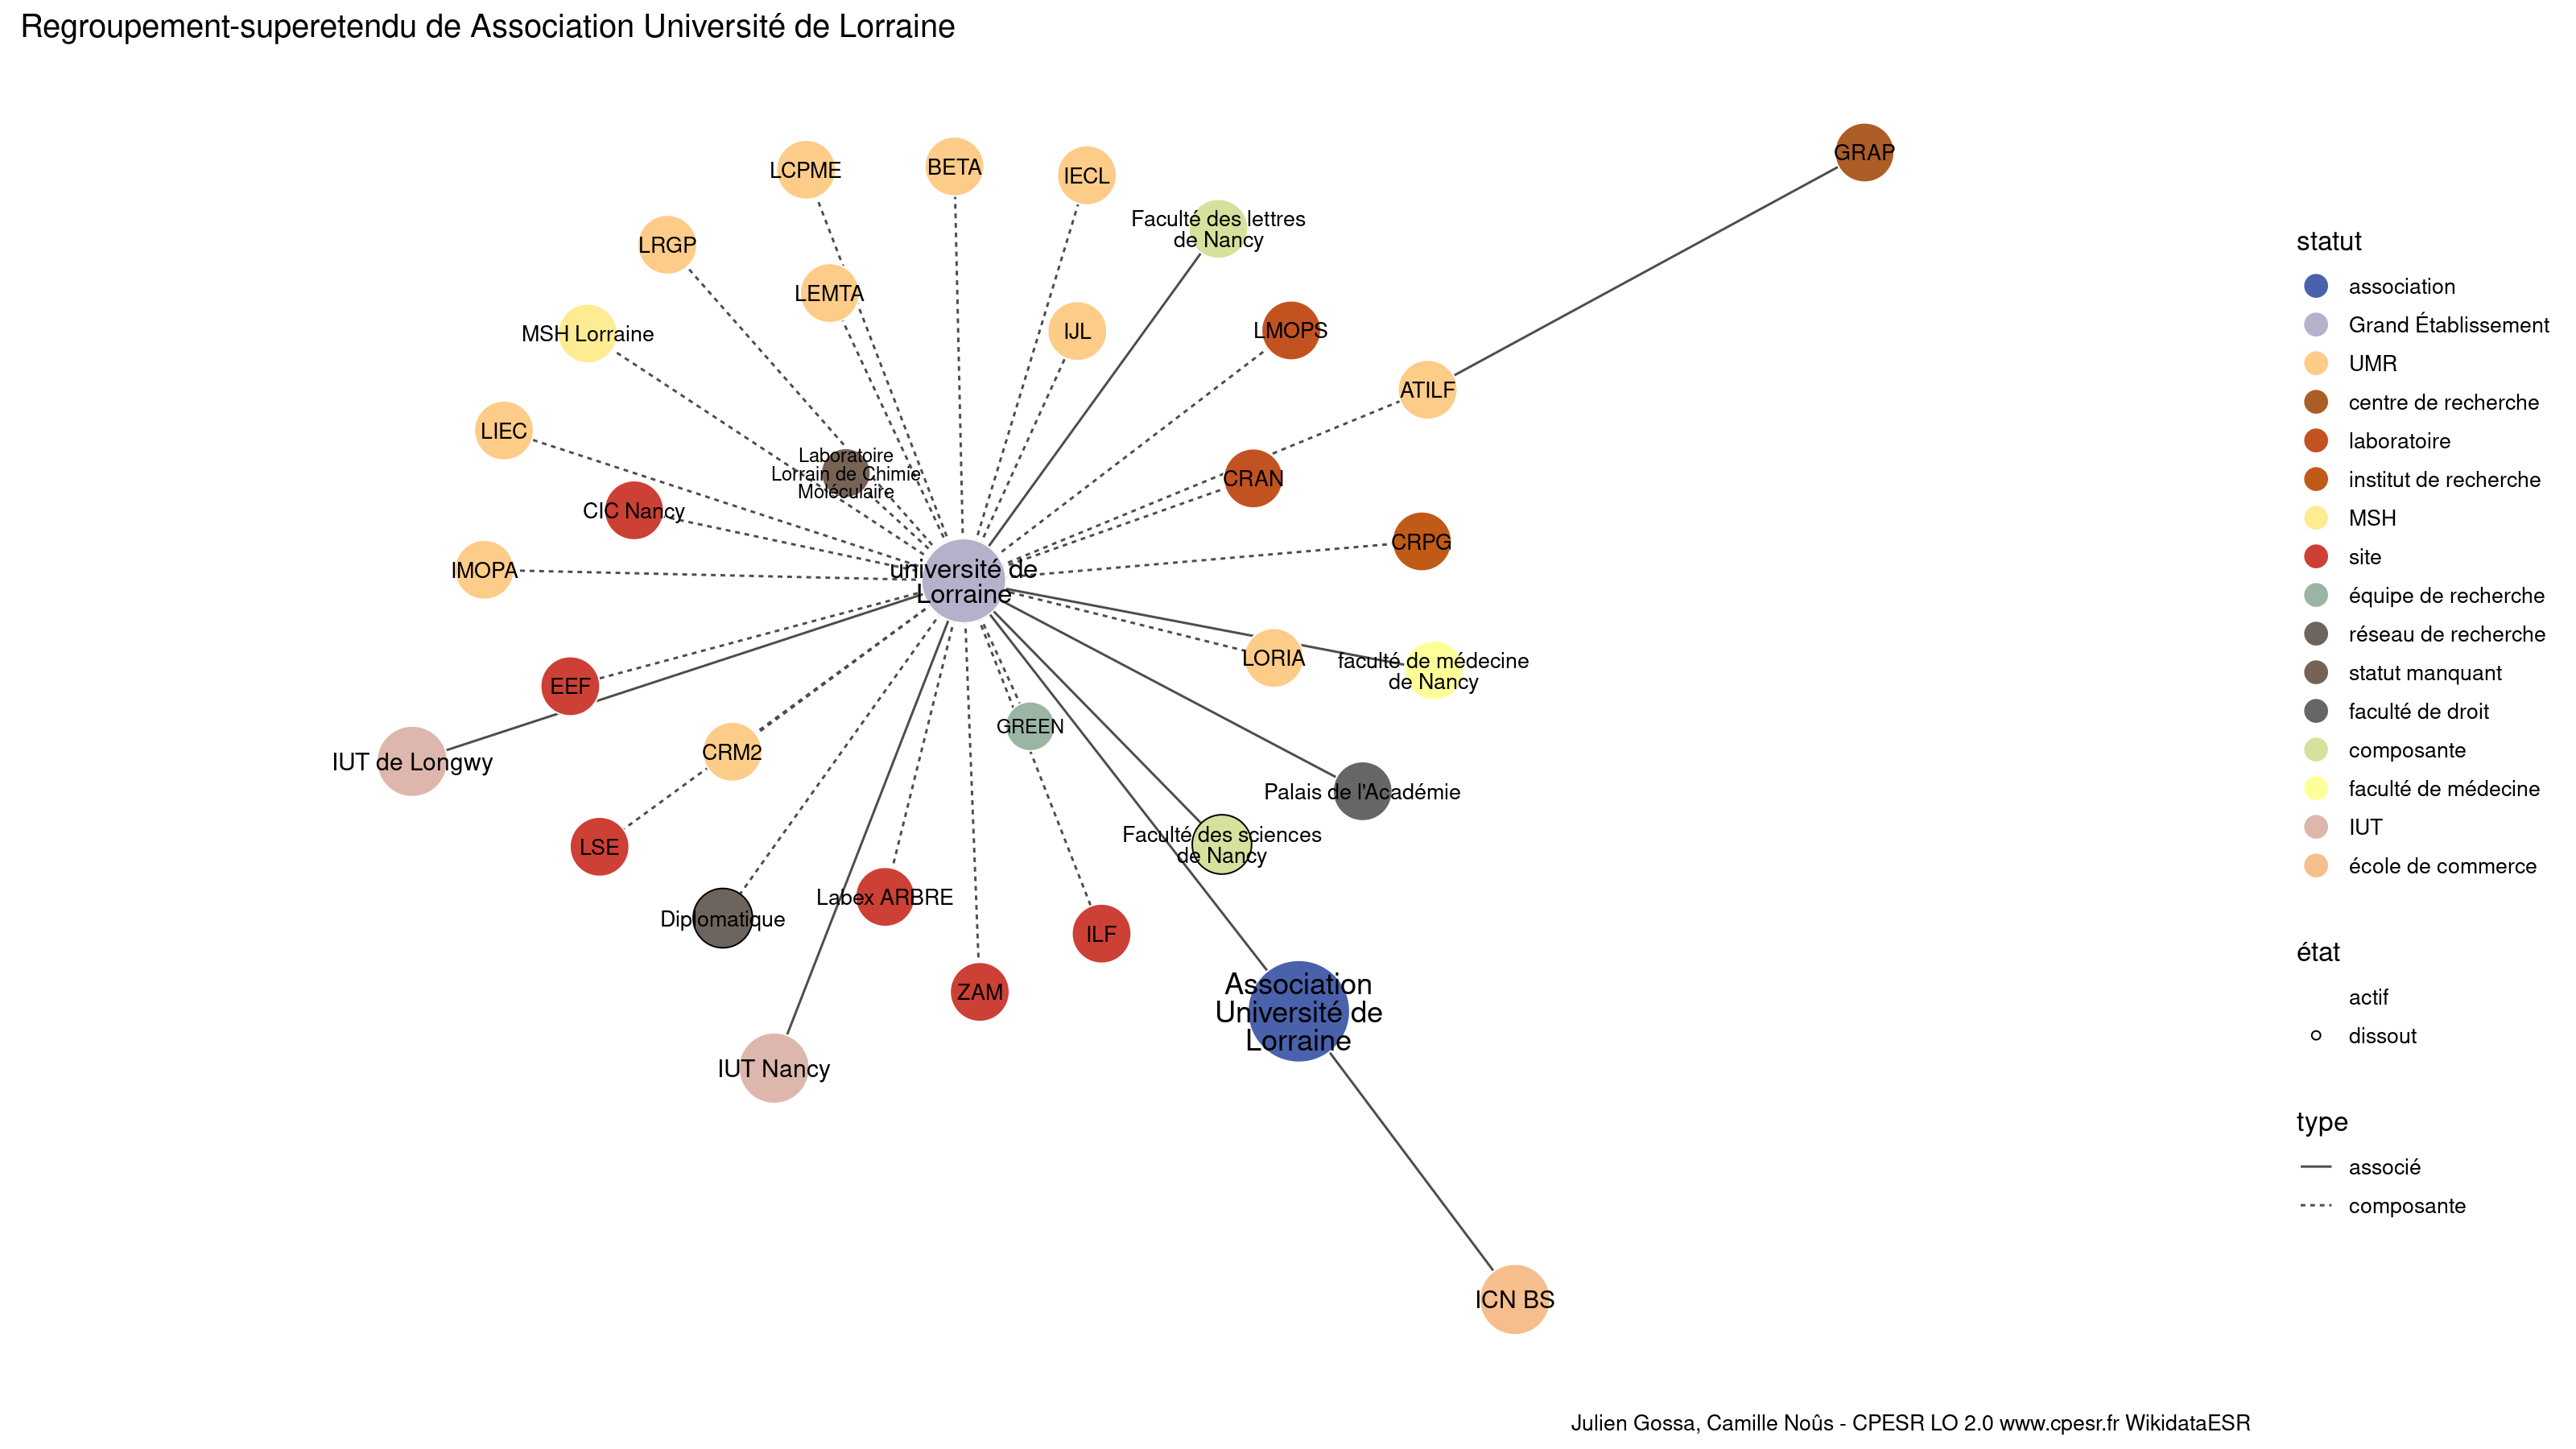 Regroupement-superetendu de Association Université de Lorraine
GRAP
LCPME
BETA
IECL
Faculté des lettres
de Nancy
LRGP
LEMTA
MSH Lorraine
IJL
LMOPS
ATILF
LIEC
Laboratoire
Lorrain de Chimie
Moléculaire
CRAN
CIC Nancy
CRPG
IMOPA
université de
Lorraine
LORIA
faculté de médecine
de Nancy
EEF
GREEN
CRM2
IUT de Longwy
Palais de l'Académie
Faculté des sciences
de Nancy
LSE
Labex ARBRE
Diplomatique
ILF
ZAM
Association
Université de
Lorraine
IUT Nancy
ICN BS
statut
association
Grand Établissement
UMR
centre de recherche
laboratoire
institut de recherche
MSH
site
équipe de recherche
réseau de recherche
statut manquant
faculté de droit
composante
faculté de médecine
IUT
école de commerce
état
actif
dissout
type
associé
composante
Julien Gossa, Camille Noûs - CPESR LO 2.0 www.cpesr.fr WikidataESR